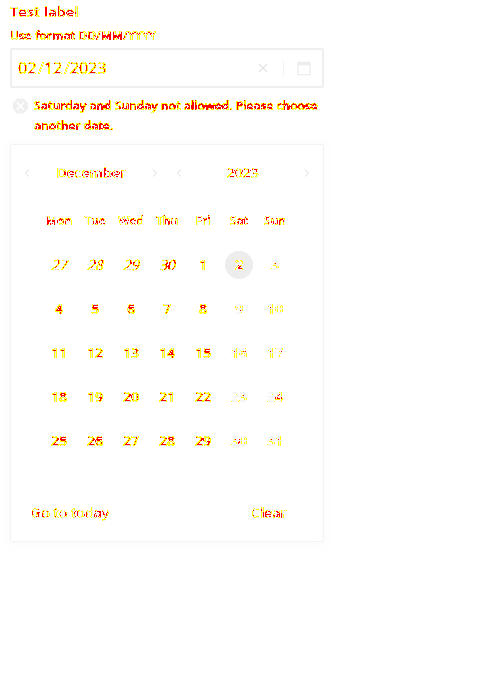 Test label
Use format DD/MM/YYYY
02/12/2023
Saturday and Sunday not allowed. Please choose
another date.
December 2023
Mon Tue Wed Thu Fri Sat Sun
27 28 29 30 1 2 3
4 5 6 7 8 9 10
11 12 13 14 15 16 17
18 19 20 21 22 23 24
25 26 27 28 29 30 31
Go to today Clear